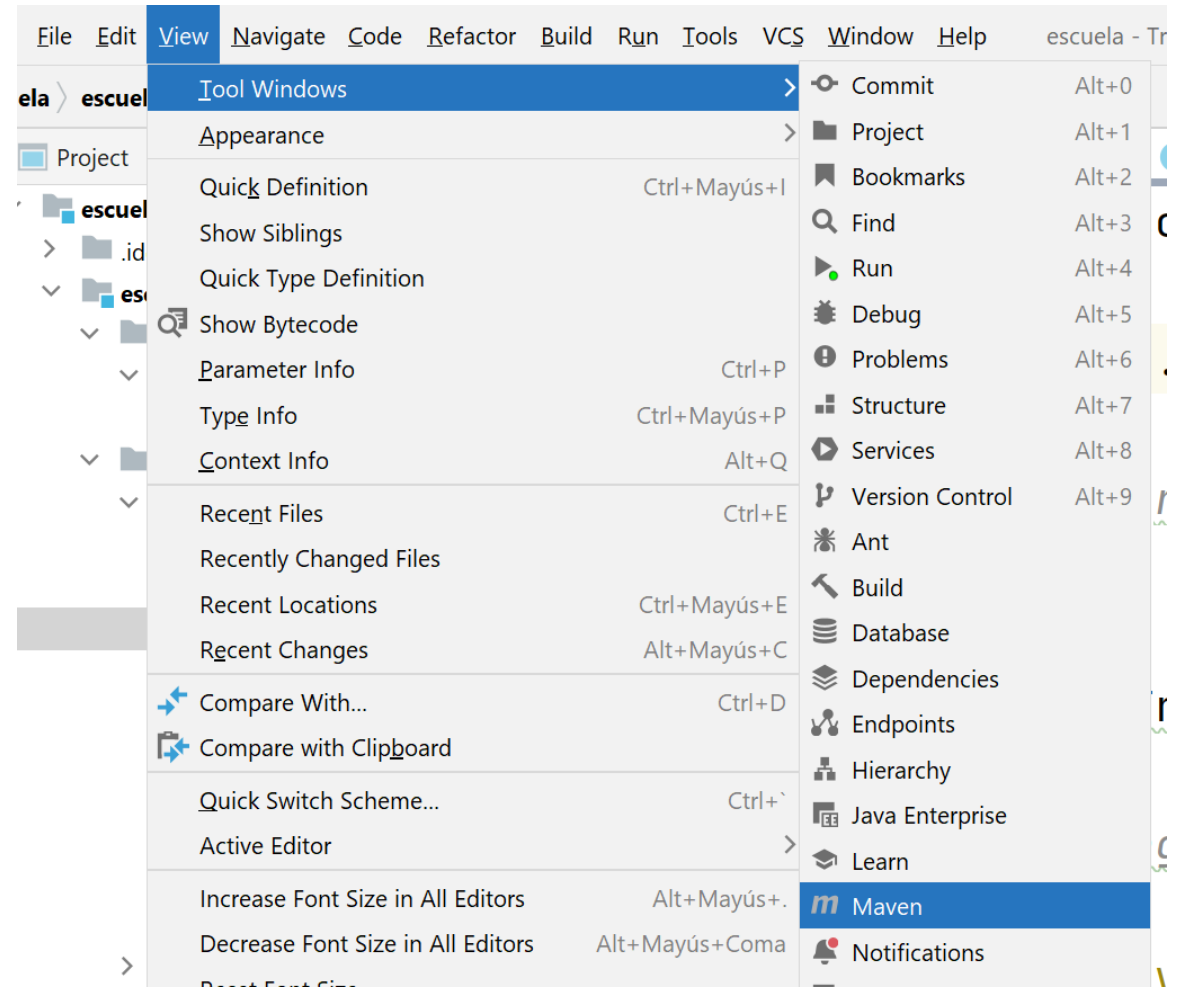 File Edit View Navigate Code Refactor Build Run Tools VCS Window Help escuela - Tr
ela escuel
Project
escuel
.id
esc
Tool Windows
Appearance
Quick Definition Ctrl+Mayús+I
Show Siblings
Quick Type Definition
Show Bytecode
Parameter Info Ctrl+P
Type Info Ctrl+Mayús+P
Context Info Alt+Q
Recent Files Ctrl+E
Recently Changed Files
Recent Locations Ctrl+Mayús+E
Recent Changes Alt+Mayús+C
Compare With... Ctrl+D
Compare with Clipboard
Quick Switch Scheme... Ctrl+`
Active Editor
Increase Font Size in All Editors Alt+Mayús+.
Decrease Font Size in All Editors Alt+Mayús+Coma
Reset Font Size
Commit Alt+0
Project Alt+1
Bookmarks Alt+2
Find Alt+3
Run Alt+4
Debug Alt+5
Problems Alt+6
Structure Alt+7
Services Alt+8
Version Control Alt+9
Ant
Build
Database
Dependencies
Endpoints
Hierarchy
Java Enterprise
Learn
Maven
Notifications